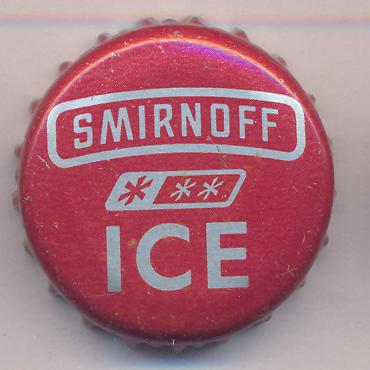 SMIRNOFF
* **
ICE